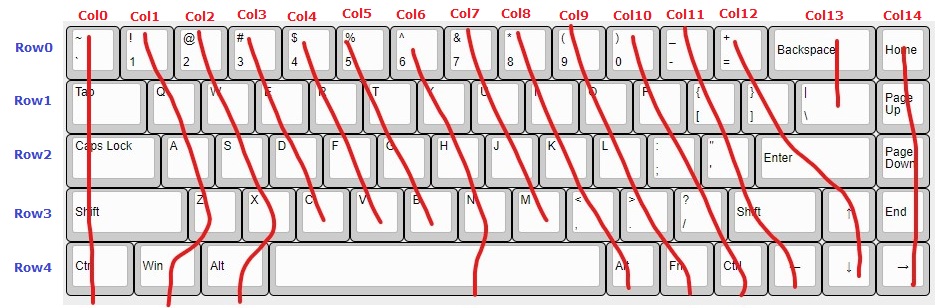 Col0 Col1 Col2 Col3 Col4 Col5 Col6 Col7 Col8 Col9 Col10 Col11 Col12 Col13 Col14
Row0 ~ ! @ # $ % ^ & * ( ) _ + Backspace Home
` 1 2 3 4 5 6 7 8 9 0 - =
Row1 Tab Q W E R T Y U I O P { } | Page Up
[ ] \
Row2 Caps Lock A S D F G H J K L : " Enter Page Down
; '
Row3 Shift Z X C V B N M < > ? Shift ↑ End
, . /
Row4 Ctrl Win Alt Alt Fn Ctrl ← ↓ →